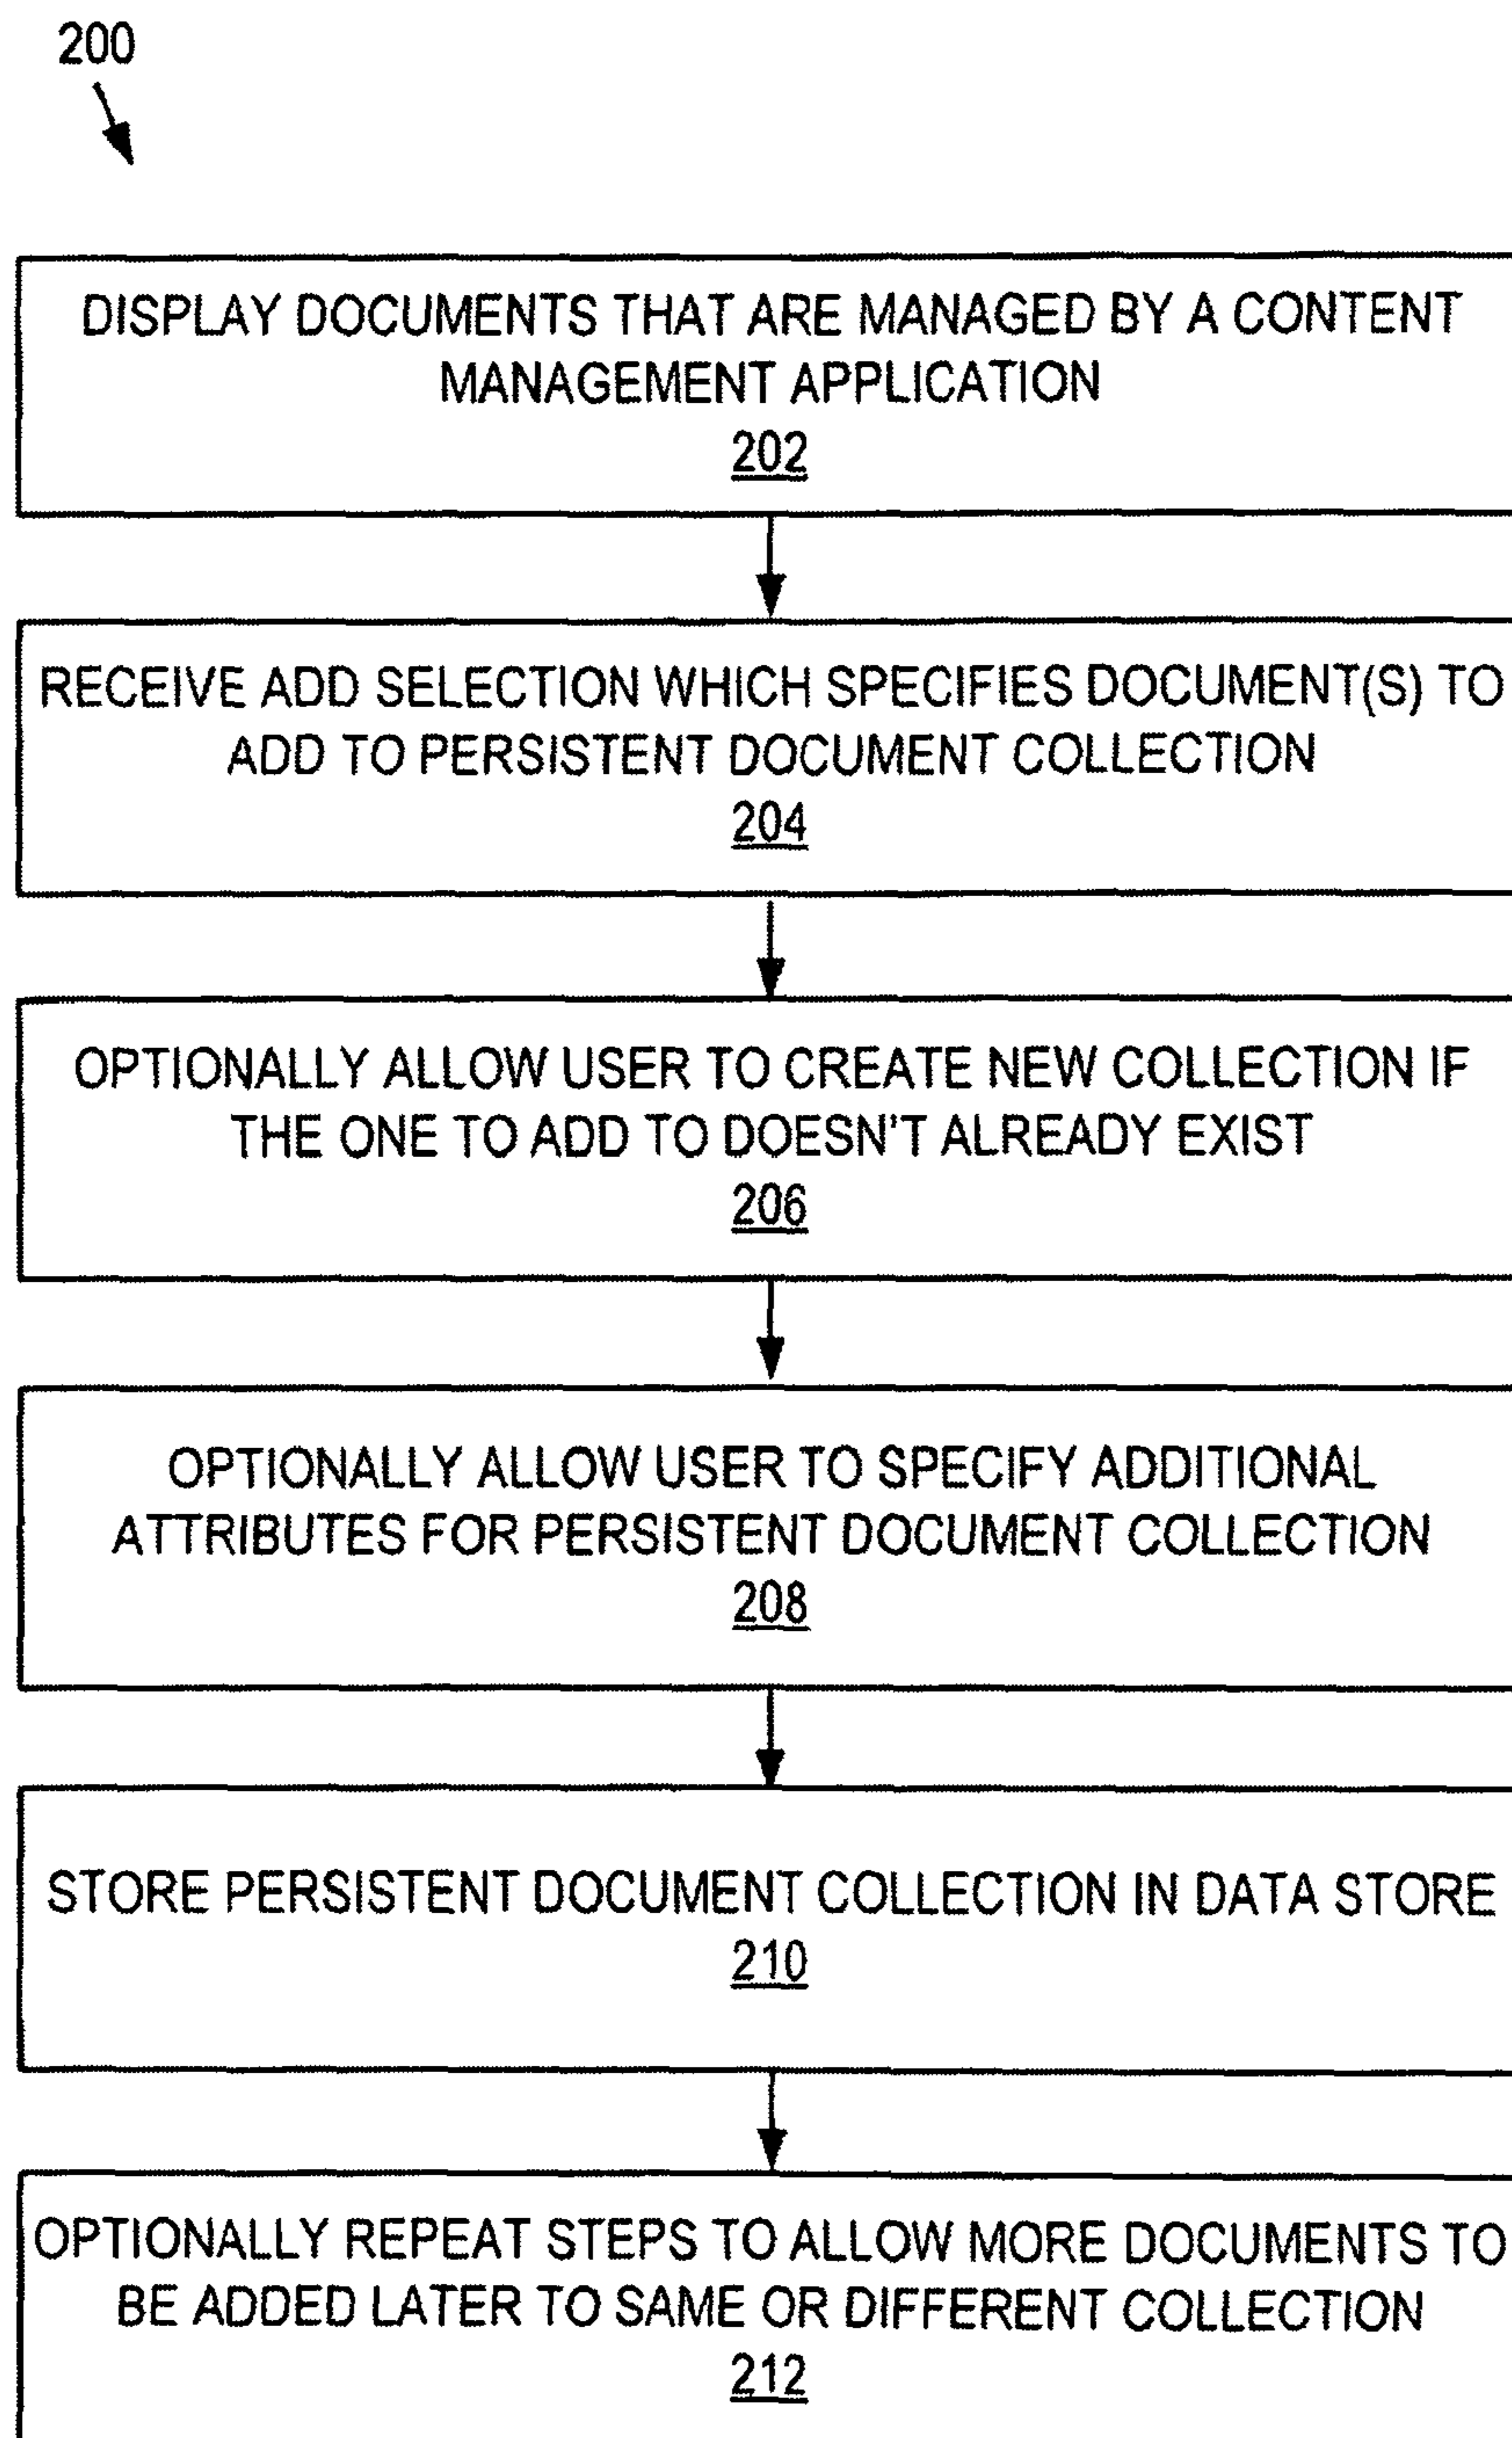 200
DISPLAY DOCUMENTS THAT ARE MANAGED BY A CONTENT
MANAGEMENT APPLICATION
202
RECEIVE ADD SELECTION WHICH SPECIFIES DOCUMENT(S) TO
ADD TO PERSISTENT DOCUMENT COLLECTION
204
OPTIONALLY ALLOW USER TO CREATE NEW COLLECTION IF
THE ONE TO ADD TO DOESN'T ALREADY EXIST
206
OPTIONALLY ALLOW USER TO SPECIFY ADDITIONAL
ATTRIBUTES FOR PERSISTENT DOCUMENT COLLECTION
208
STORE PERSISTENT DOCUMENT COLLECTION IN DATA STORE
210
OPTIONALLY REPEAT STEPS TO ALLOW MORE DOCUMENTS TO
BE ADDED LATER TO SAME OR DIFFERENT COLLECTION
212